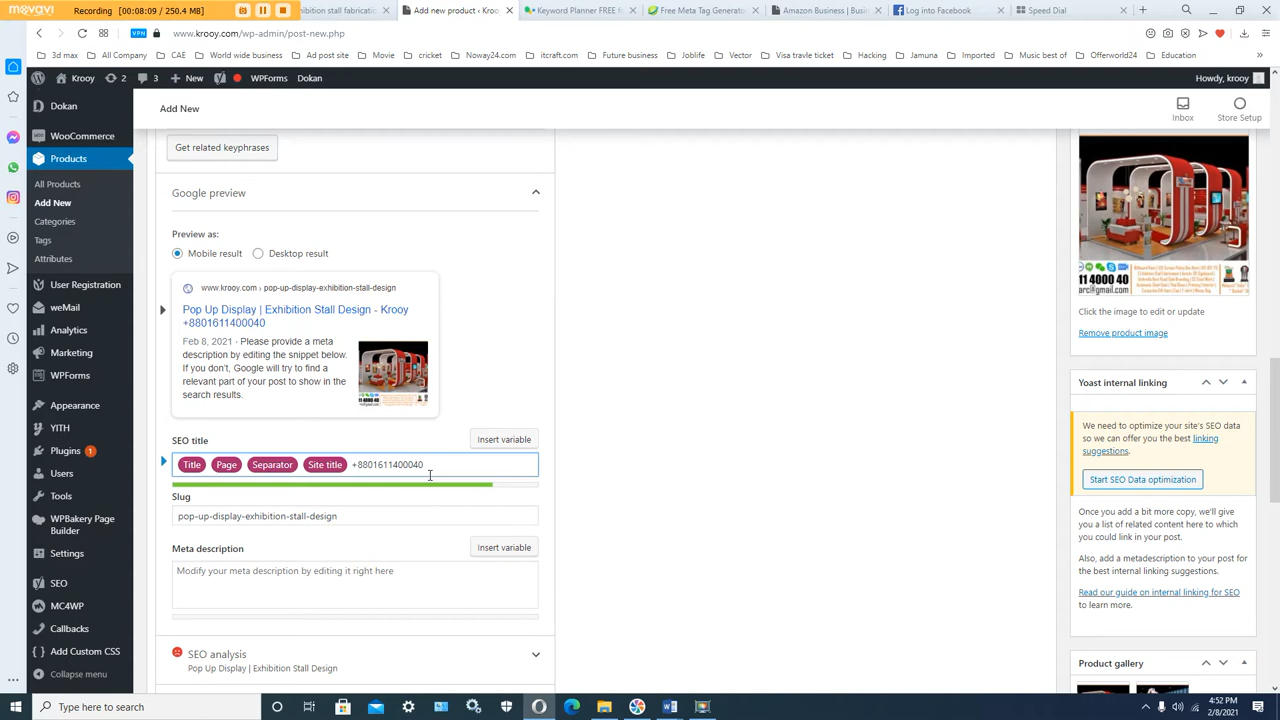 movavi
Recording: 00:08:09 / 250.4 MB
hibition stall fabricatio
Add new product ‹ Kroo
Keyword Planner FREE f
Free Meta Tag Generato
Amazon Business | Buy
Log into Facebook
Speed Dial
VPN
www.krooy.com/wp-admin/post-new.php
3d max
All Company
CAE
World wide business
Ad post site
Movie
cricket
Noway24.com
itcraft.com
Future business
Joblife
Vector
Visa travle ticket
Hacking
Jamuna
Imported
Music best of
Offerworld24
Education
Krooy
2
3
New
WPForms
Dokan
Howdy, krooy
Dokan
WooCommerce
Products
All Products
Add New
Categories
Tags
Attributes
User Registration
weMail
Analytics
Marketing
WPForms
Appearance
YITH
Plugins 1
Users
Tools
WPBakery Page
Builder
Settings
SEO
MC4WP
Callbacks
Add Custom CSS
Collapse menu
Add New
Inbox
Store Setup
Get related keyphrases
Google preview
Preview as:
Mobile result
Desktop result
www.krooy.com › pop-up-display-exhibition-stall-design
Pop Up Display | Exhibition Stall Design - Krooy
+8801611400040
Feb 8, 2021 · Please provide a meta
description by editing the snippet below.
If you don't, Google will try to find a
relevant part of your post to show in the
search results.
SEO title
Insert variable
Title Page Separator Site title +8801611400040
Slug
pop-up-display-exhibition-stall-design
Meta description
Insert variable
Modify your meta description by editing it right here
SEO analysis
Pop Up Display | Exhibition Stall Design
11 4000 40
arc@gmail.com
Click the image to edit or update
Remove product image
Yoast internal linking
We need to optimize your site's SEO data
so we can offer you the best linking
suggestions.
Start SEO Data optimization
Once you add a bit more copy, we'll give
you a list of related content here to which
you could link in your post.
Also, add a metadescription to your post for
the best internal linking suggestions.
Read our guide on internal linking for SEO
to learn more.
Product gallery
Type here to search
4:52 PM
2/8/2021